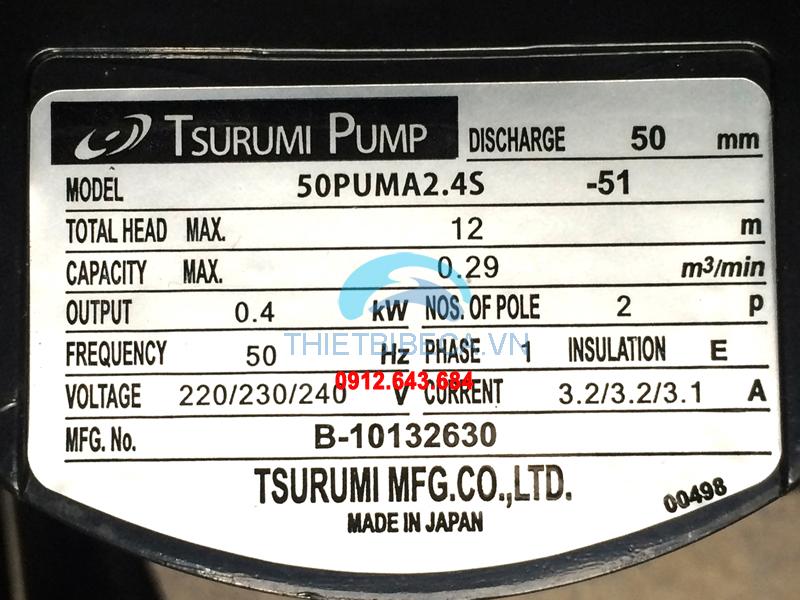 TSURUMI PUMP DISCHARGE 50 mm
MODEL 50PUMA2.4S -51
TOTAL HEAD MAX. 12 m
CAPACITY MAX. 0.29 m3/min
OUTPUT 0.4 kW NOS. OF POLE 2 p
THIETBIBECA.VN
FREQUENCY 50 Hz PHASE 1 INSULATION E
0912.643.684
VOLTAGE 220/230/240 V CURRENT 3.2/3.2/3.1 A
MFG. No. B-10132630
TSURUMI MFG.CO.,LTD.
00498
MADE IN JAPAN